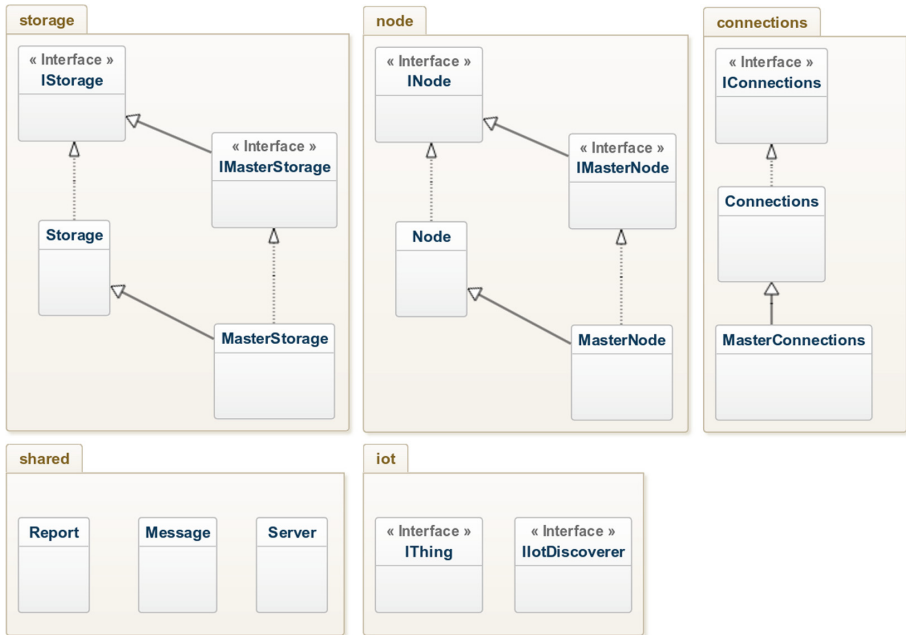 storage
« Interface »
IStorage
« Interface »
IMasterStorage
Storage
MasterStorage
node
« Interface »
INode
« Interface »
IMasterNode
Node
MasterNode
connections
« Interface »
IConnections
Connections
MasterConnections
shared
Report
Message
Server
iot
« Interface »
IThing
« Interface »
IIotDiscoverer